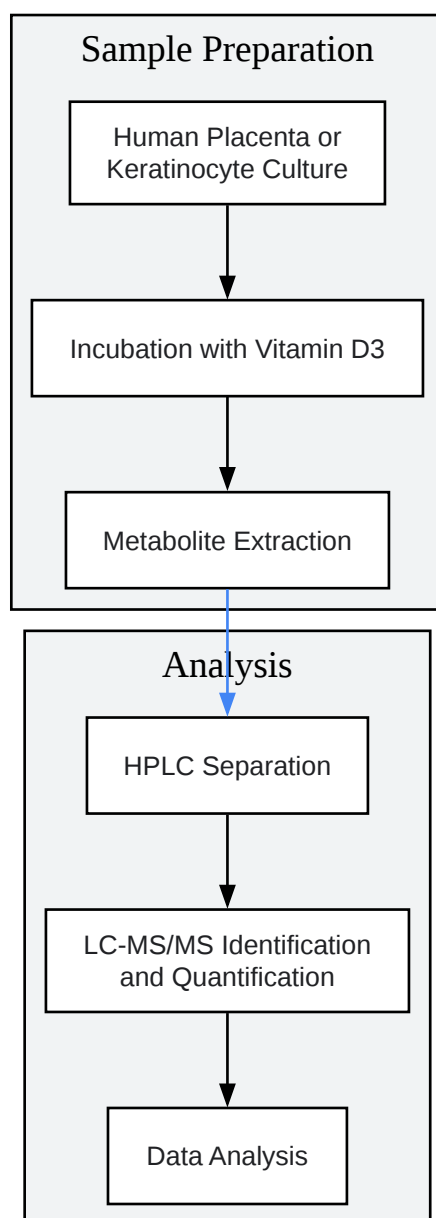 Sample Preparation
Human Placenta or
Keratinocyte Culture
Incubation with Vitamin D3
Metabolite Extraction
Analysis
HPLC Separation
LC-MS/MS Identification
and Quantification
Data Analysis